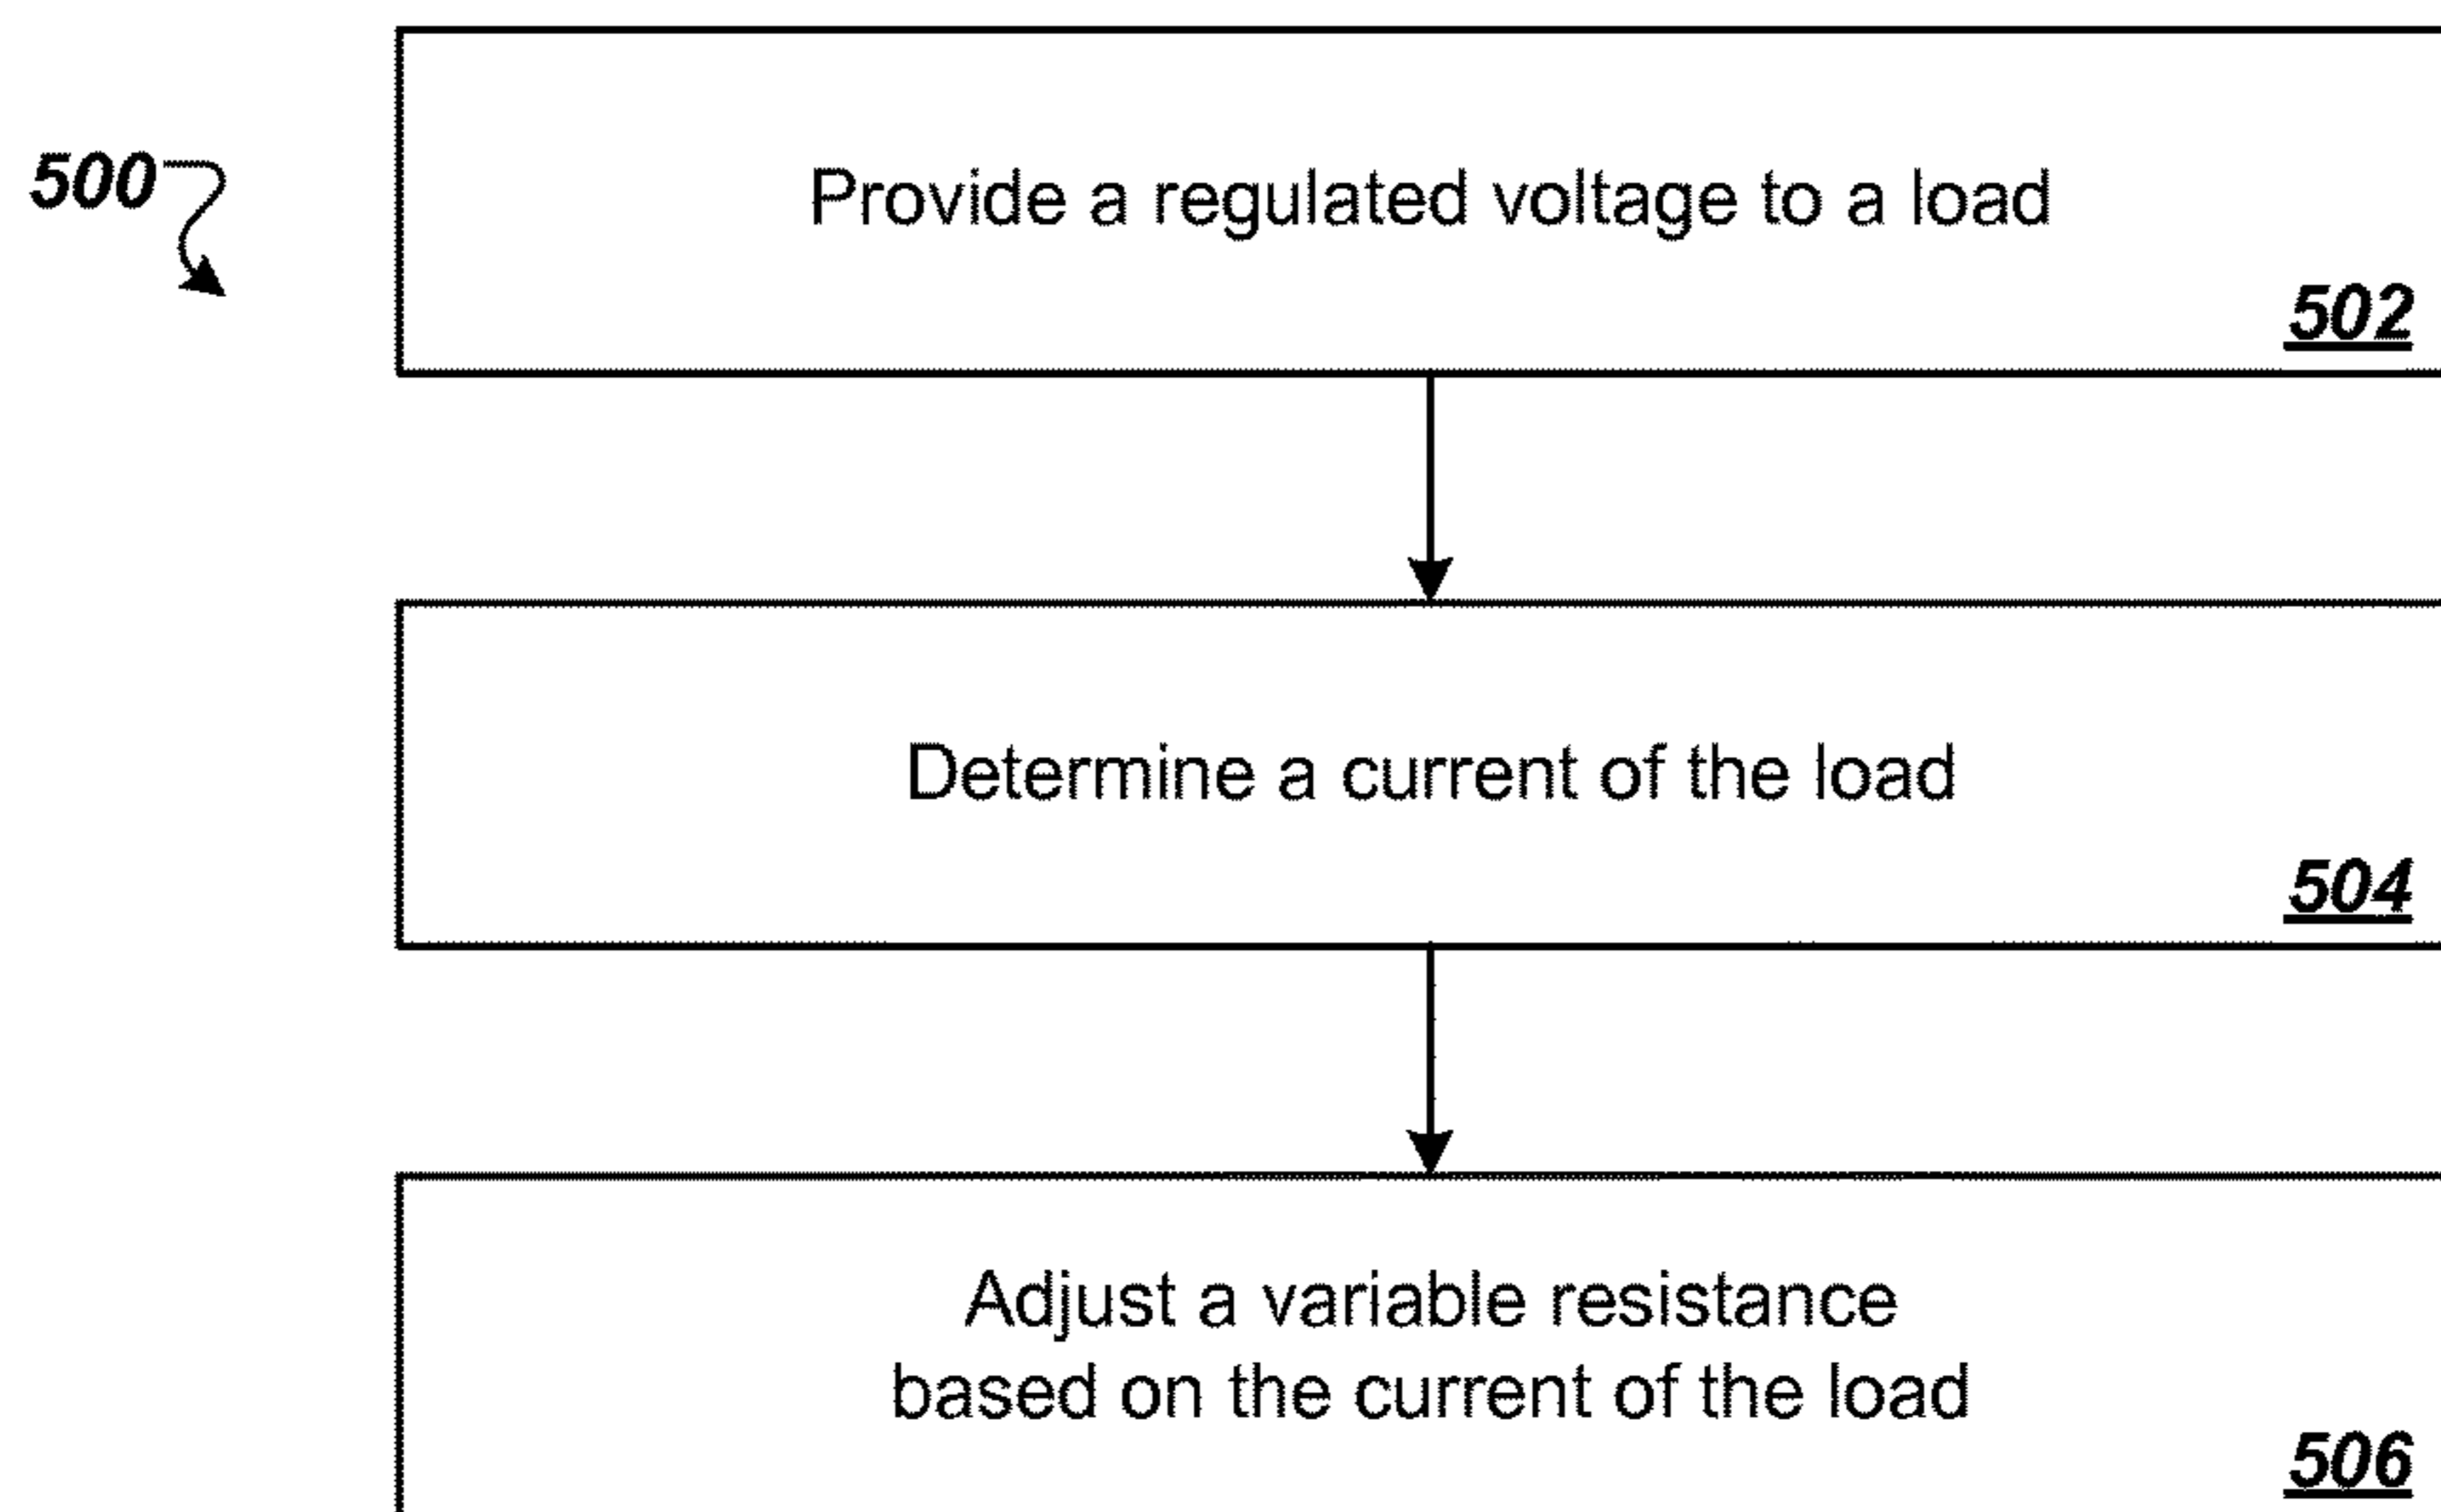 500
Provide a regulated voltage to a load
502
Determine a current of the load
504
Adjust a variable resistance
based on the current of the load
506